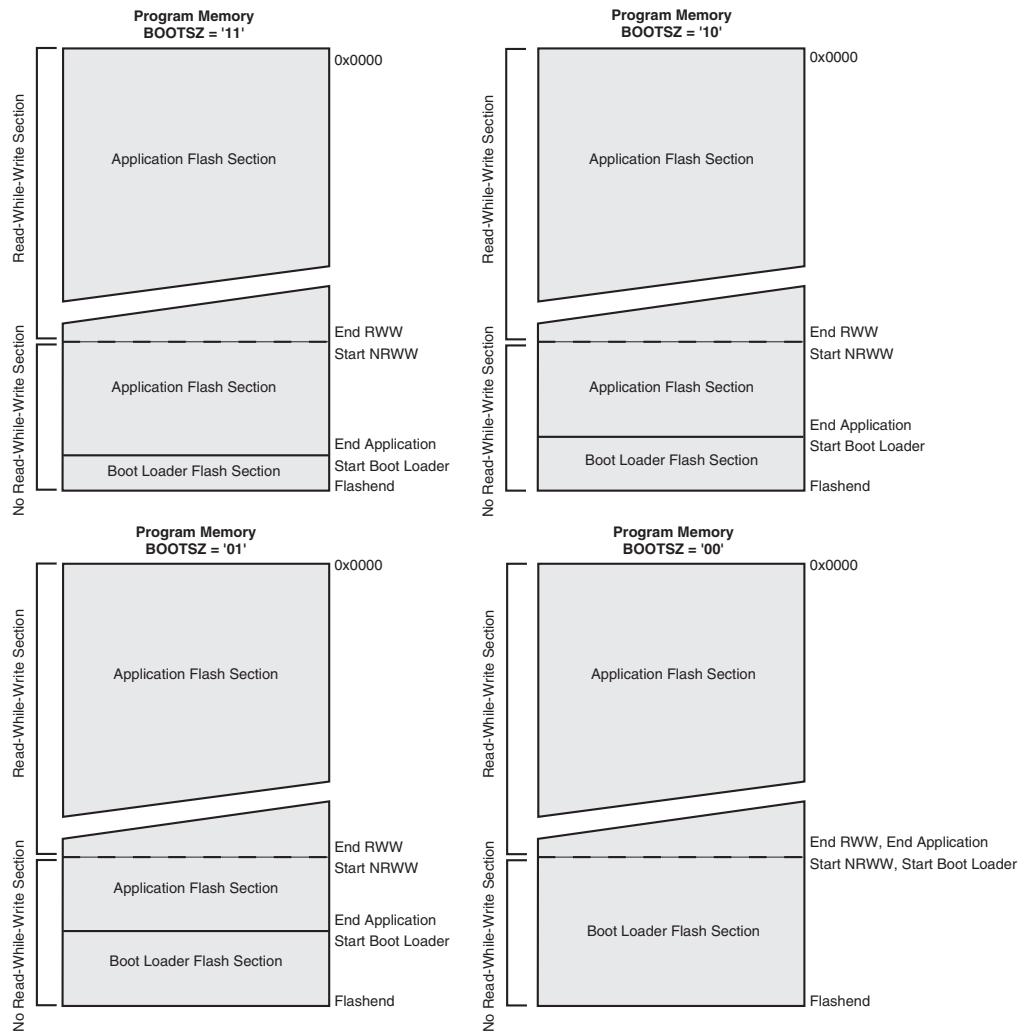 Program Memory
BOOTSZ = '11'
0x0000
Read-While-Write Section
Application Flash Section
End RWW
Start NRWW
No Read-While-Write Section
Application Flash Section
End Application
Start Boot Loader
Boot Loader Flash Section
Flashend
Program Memory
BOOTSZ = '10'
0x0000
Read-While-Write Section
Application Flash Section
End RWW
Start NRWW
No Read-While-Write Section
Application Flash Section
End Application
Start Boot Loader
Boot Loader Flash Section
Flashend
Program Memory
BOOTSZ = '01'
0x0000
Read-While-Write Section
Application Flash Section
End RWW
Start NRWW
No Read-While-Write Section
Application Flash Section
End Application
Start Boot Loader
Boot Loader Flash Section
Flashend
Program Memory
BOOTSZ = '00'
0x0000
Read-While-Write Section
Application Flash Section
End RWW, End Application
Start NRWW, Start Boot Loader
No Read-While-Write Section
Boot Loader Flash Section
Flashend